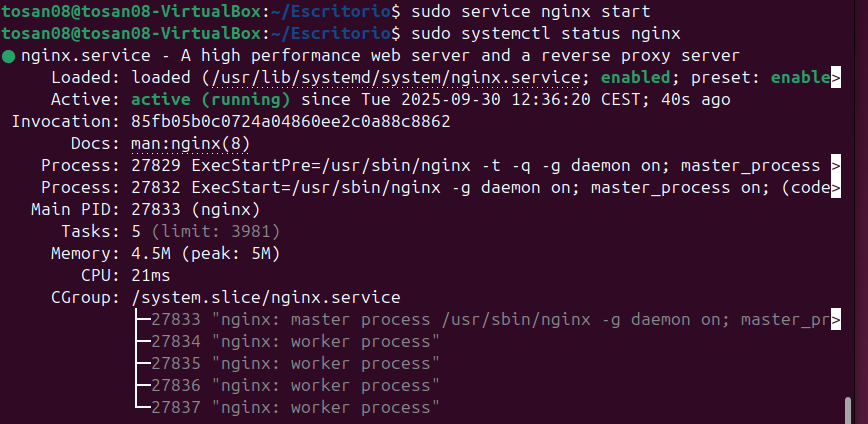 tosan08@tosan08-VirtualBox:~/Escritorio$ sudo service nginx start
tosan08@tosan08-VirtualBox:~/Escritorio$ sudo systemctl status nginx
● nginx.service - A high performance web server and a reverse proxy server
     Loaded: loaded (/usr/lib/systemd/system/nginx.service; enabled; preset: enable>
     Active: active (running) since Tue 2025-09-30 12:36:20 CEST; 40s ago
 Invocation: 85fb05b0c0724a04860ee2c0a88c8862
       Docs: man:nginx(8)
    Process: 27829 ExecStartPre=/usr/sbin/nginx -t -q -g daemon on; master_process >
    Process: 27832 ExecStart=/usr/sbin/nginx -g daemon on; master_process on; (code>
   Main PID: 27833 (nginx)
      Tasks: 5 (limit: 3981)
     Memory: 4.5M (peak: 5M)
        CPU: 21ms
     CGroup: /system.slice/nginx.service
             ├─27833 "nginx: master process /usr/sbin/nginx -g daemon on; master_pr>
             ├─27834 "nginx: worker process"
             ├─27835 "nginx: worker process"
             ├─27836 "nginx: worker process"
             └─27837 "nginx: worker process"